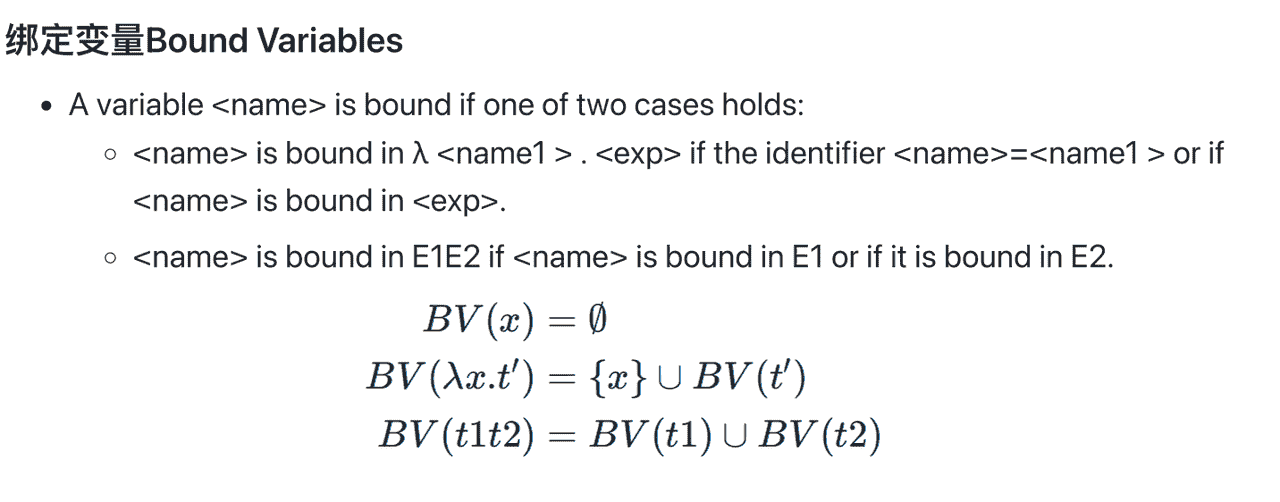 绑定变量Bound Variables
• A variable <name> is bound if one of two cases holds:
◦ <name> is bound in λ <name1 > . <exp> if the identifier <name>=<name1 > or if
<name> is bound in <exp>.
◦ <name> is bound in E1E2 if <name> is bound in E1 or if it is bound in E2.
BV(x) = ∅
BV(λx.t′) = {x} ∪ BV(t′)
BV(t1t2) = BV(t1) ∪ BV(t2)